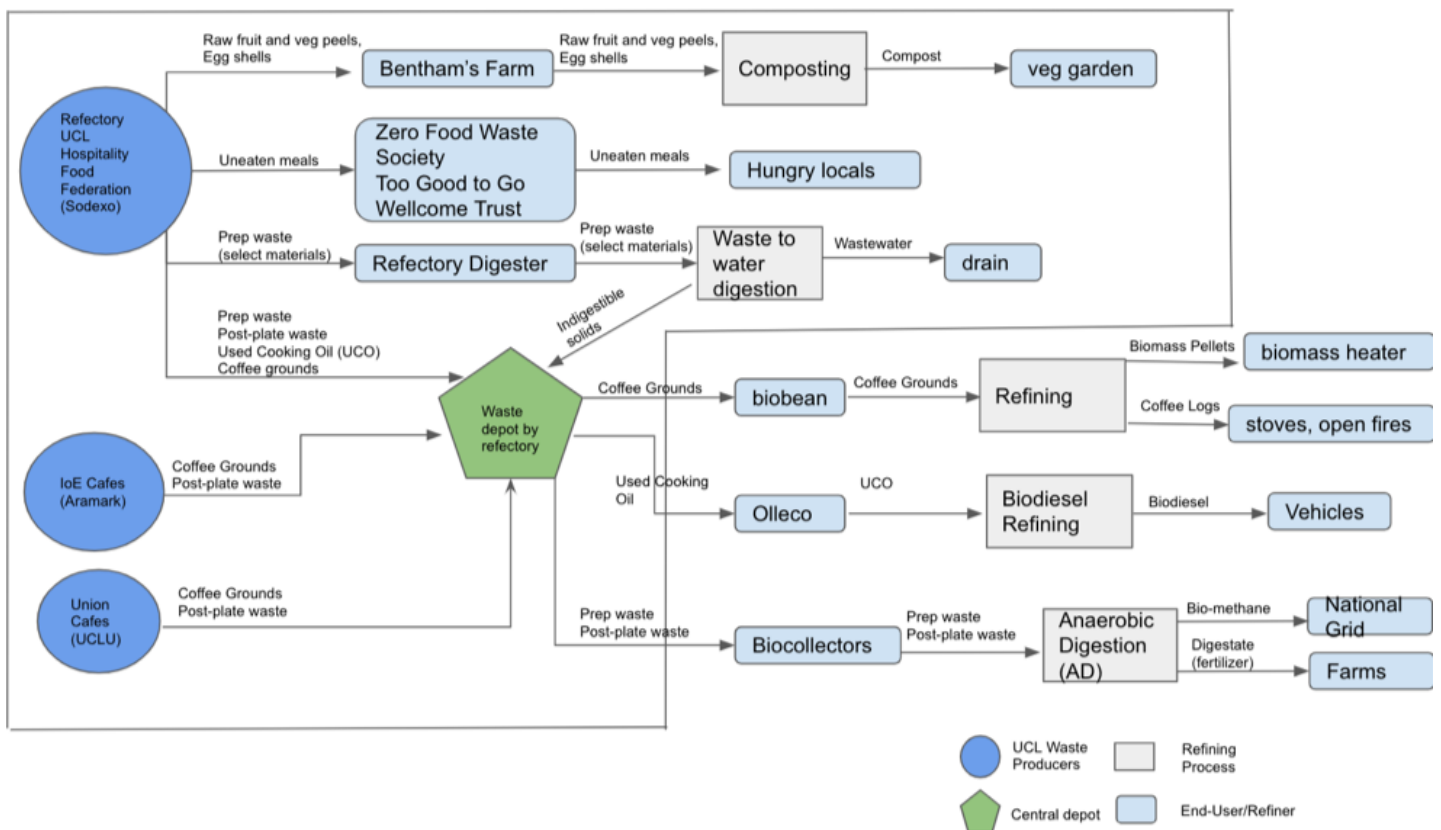 Raw fruit and veg peels,
Egg shells
Bentham's Farm
Raw fruit and veg peels,
Egg shells
Composting
Compost
veg garden
Refectory
UCL
Hospitality
Food
Federation
(Sodexo)
Uneaten meals
Zero Food Waste
Society
Too Good to Go
Wellcome Trust
Uneaten meals
Hungry locals
Prep waste
(select materials)
Refectory Digester
Prep waste
(select materials)
Waste to
water
digestion
Wastewater
drain
Indigestible
solids
Prep waste
Post-plate waste
Used Cooking Oil (UCO)
Coffee grounds
Waste
depot by
refectory
Coffee Grounds
biobean
Coffee Grounds
Refining
Biomass Pellets
biomass heater
Coffee Logs
stoves, open fires
IoE Cafes
(Aramark)
Coffee Grounds
Post-plate waste
Used Cooking
Oil
Olleco
UCO
Biodiesel
Refining
Biodiesel
Vehicles
Union
Cafes
(UCLU)
Coffee Grounds
Post-plate waste
Prep waste
Post-plate waste
Biocollectors
Prep waste
Post-plate waste
Anaerobic
Digestion
(AD)
Bio-methane
National
Grid
Digestate
(fertilizer)
Farms
UCL Waste
Producers
Refining
Process
Central depot
End-User/Refiner